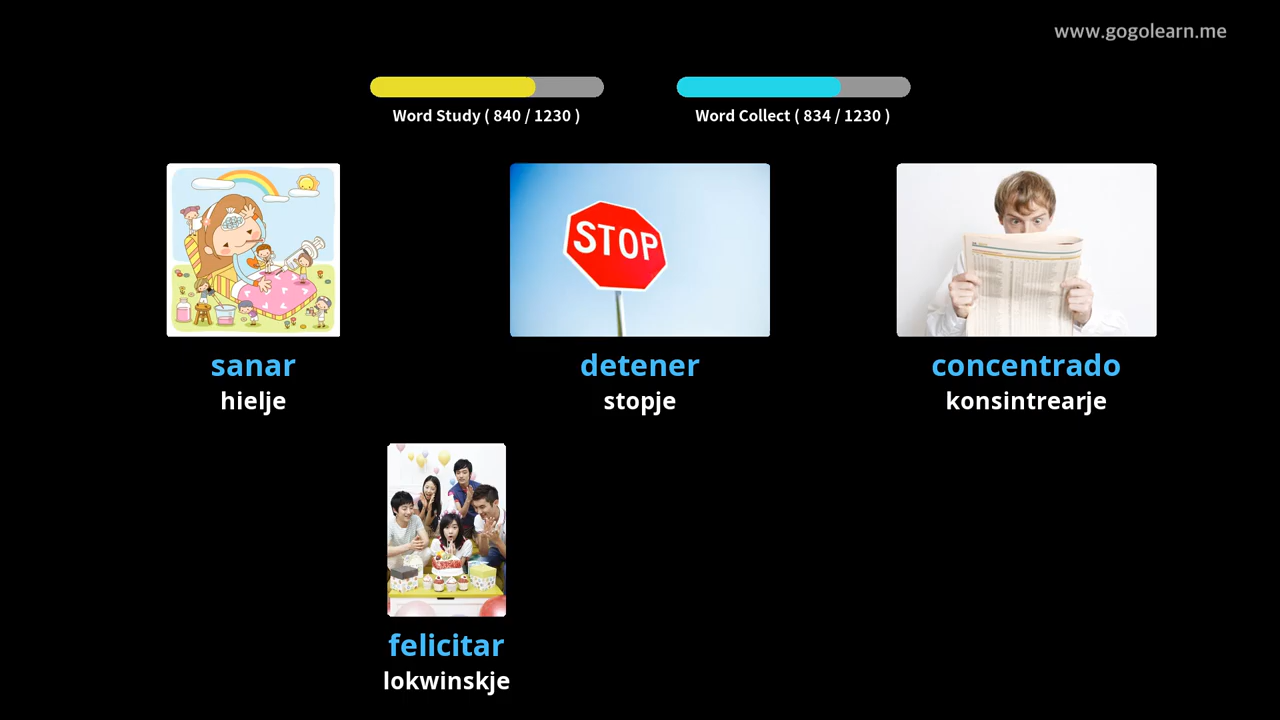 www.gogolearn.me
Word Study ( 840 / 1230 )
Word Collect ( 834 / 1230 )
STOP
sanar
hielje
detener
stopje
concentrado
konsintrearje
felicitar
lokwinskje